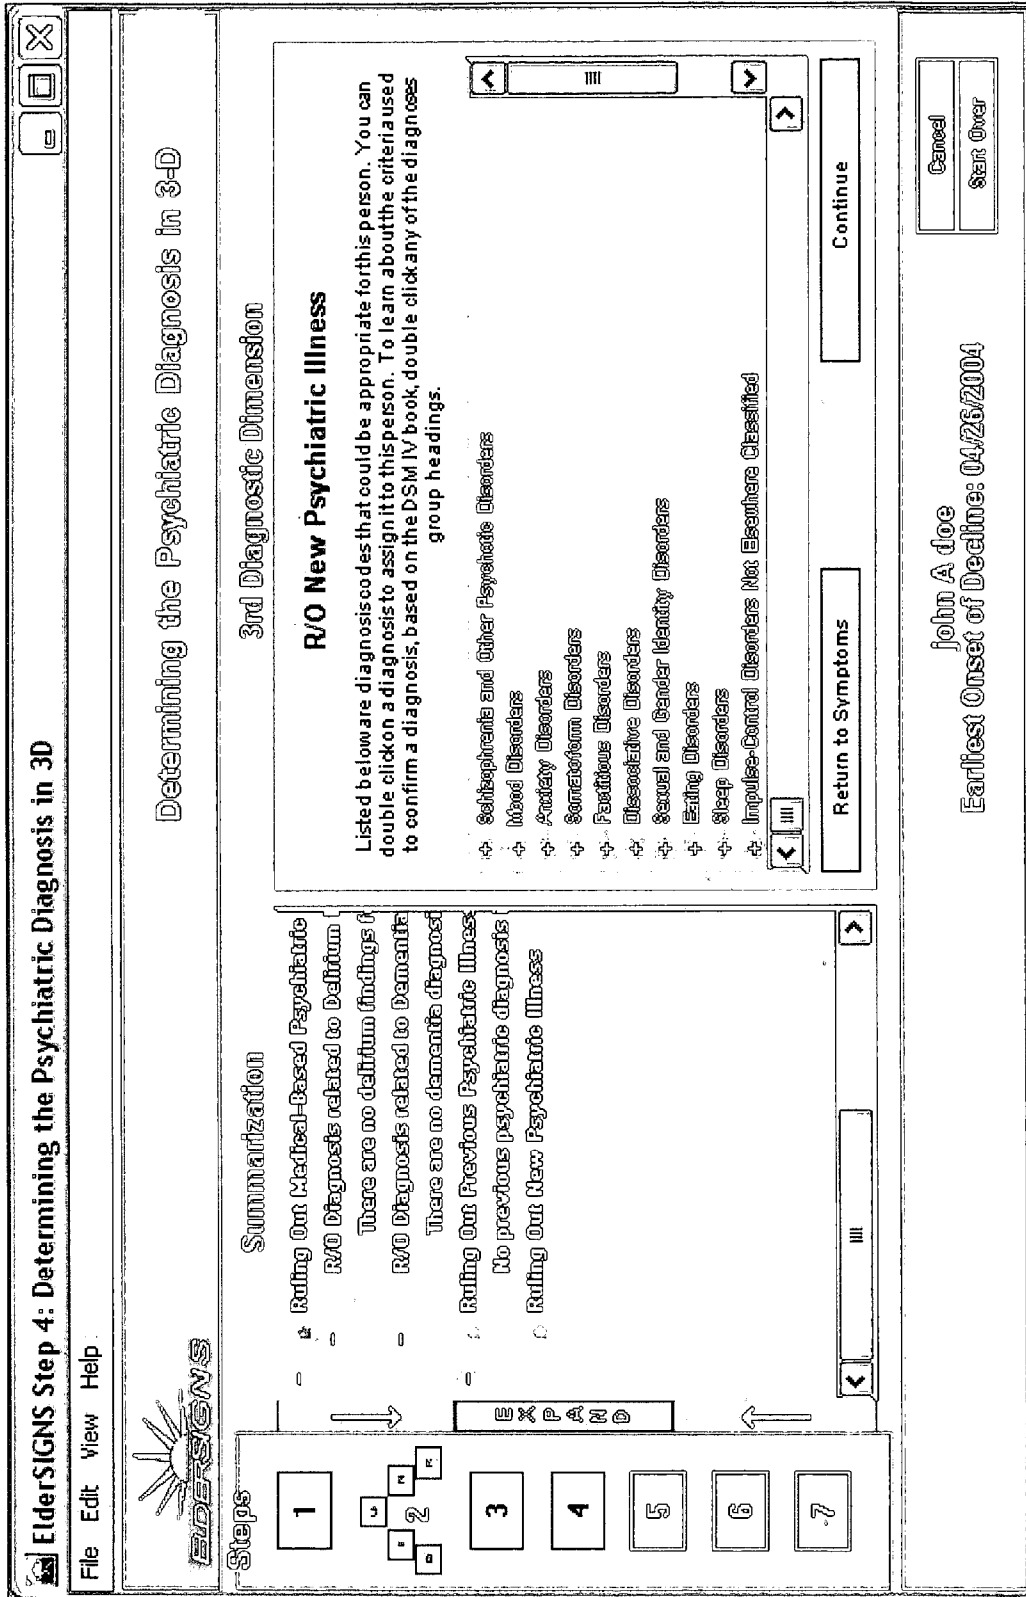 ElderSIGNS Step 4: Determining the Psychiatric Diagnosis in 3D
File Edit View Help
ELDERSIGNS
Determining the Psychiatric Diagnosis in 3-D
Steps
1
2
3
4
5
6
7
EXPAND
Summarization
Ruling Out Medical-Based Psychiatric
R/O Diagnosis related to Delirium
There are no delirium findings f
R/O Diagnosis related to Dementia
There are no dementia diagnosi
Ruling Out Previous Psychiatric Illness
No previous psychiatric diagnosis
Ruling Out New Psychiatric Illness
3rd Diagnostic Dimension
R/O New Psychiatric Illness
Listed below are diagnosis codes that could be appropriate for this person. You can
double click on a diagnosis to assign it to this person. To learn about the criteria used
to confirm a diagnosis, based on the DSM IV book, double click any of the diagnoses
group headings.
Schizophrenia and Other Psychotic Disorders
Mood Disorders
Anxiety Disorders
Somatoform Disorders
Factitious Disorders
Dissociative Disorders
Sexual and Gender Identity Disorders
Eating Disorders
Sleep Disorders
Impulse-Control Disorders Not Elsewhere Classified
Return to Symptoms
Continue
john A doe
Earliest Onset of Decline: 04/26/2004
Cancel
Start Over